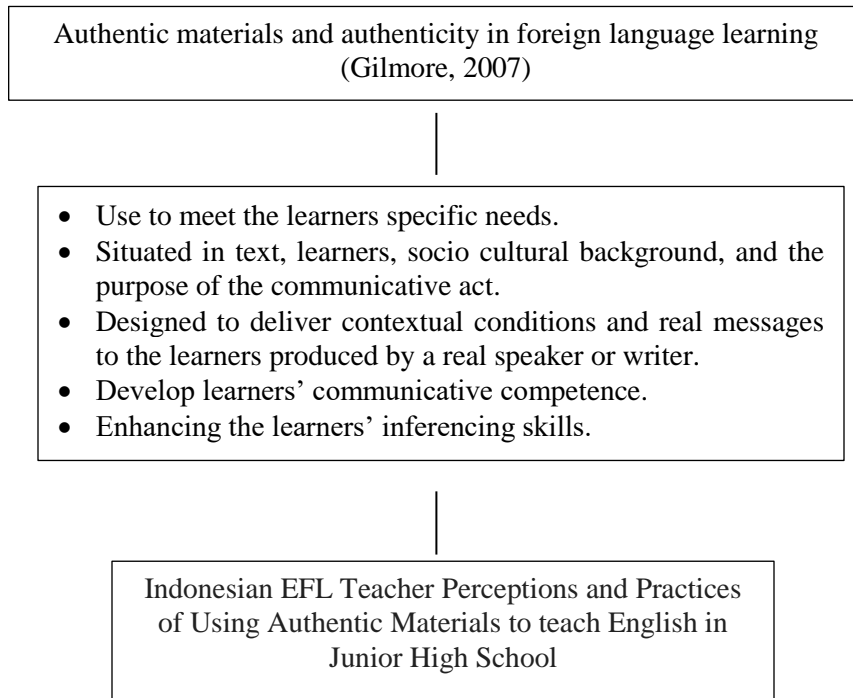 Authentic materials and authenticity in foreign language learning
(Gilmore, 2007)
• Use to meet the learners specific needs.
• Situated in text, learners, socio cultural background, and the
purpose of the communicative act.
• Designed to deliver contextual conditions and real messages
to the learners produced by a real speaker or writer.
• Develop learners’ communicative competence.
• Enhancing the learners’ inferencing skills.
Indonesian EFL Teacher Perceptions and Practices
of Using Authentic Materials to teach English in
Junior High School